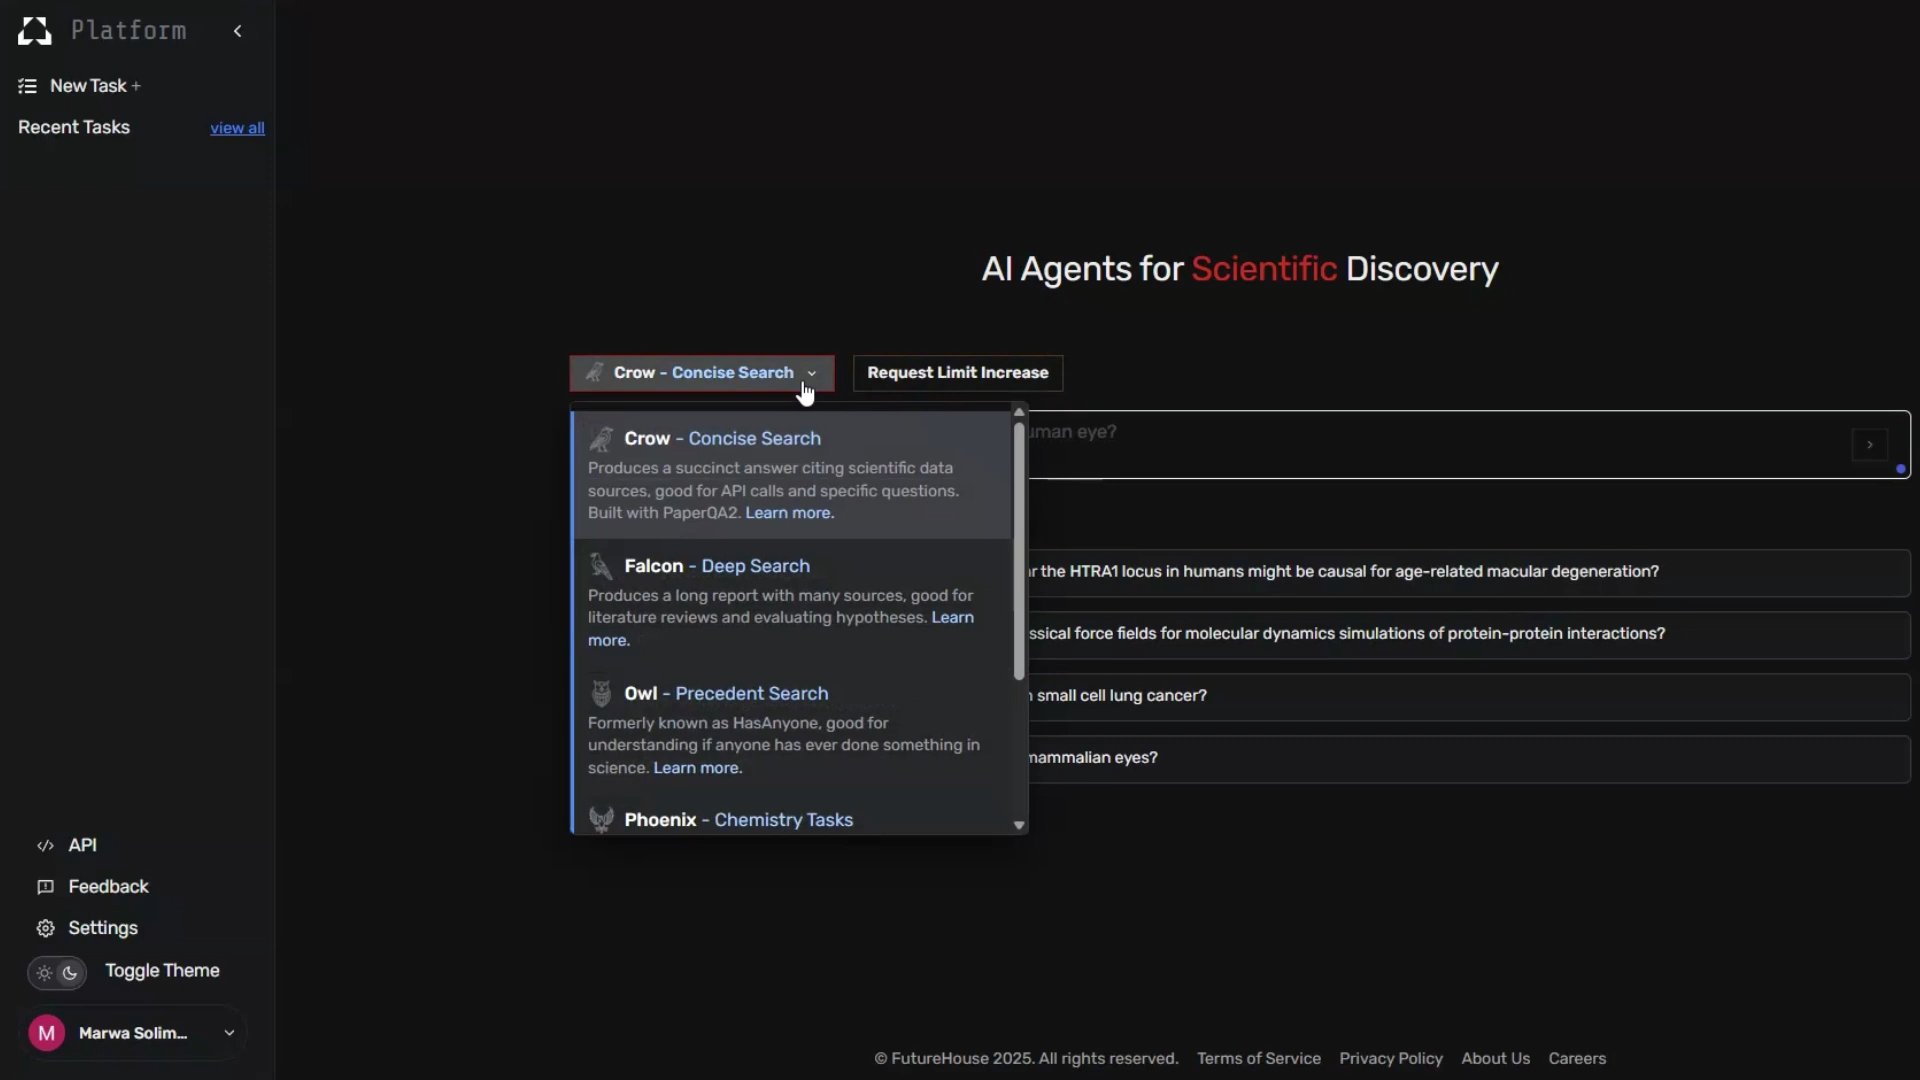 Platform
New Task +
Recent Tasks
view all
AI Agents for Scientific Discovery
Crow - Concise Search
Request Limit Increase
Crow - Concise Search
Produces a succinct answer citing scientific data
sources, good for API calls and specific questions.
Built with PaperQA2. Learn more.
Falcon - Deep Search
Produces a long report with many sources, good for
literature reviews and evaluating hypotheses. Learn
more.
Owl - Precedent Search
Formerly known as HasAnyone, good for
understanding if anyone has ever done something in
science. Learn more.
Phoenix - Chemistry Tasks
eye?
the HTRA1 locus in humans might be causal for age-related macular degeneration?
force fields for molecular dynamics simulations of protein-protein interactions?
small cell lung cancer?
mammalian eyes?
API
Feedback
Settings
Toggle Theme
M
Marwa Solim...
© FutureHouse 2025. All rights reserved.
Terms of Service
Privacy Policy
About Us
Careers